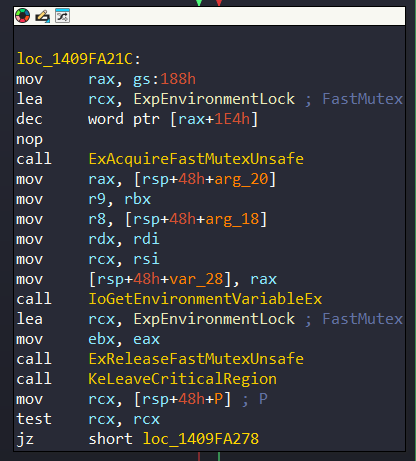 loc_1409FA21C:
mov rax, gs:188h
lea rcx, ExpEnvironmentLock ; FastMutex
dec word ptr [rax+1E4h]
nop
call ExAcquireFastMutexUnsafe
mov rax, [rsp+48h+arg_20]
mov r9, rbx
mov r8, [rsp+48h+arg_18]
mov rdx, rdi
mov rcx, rsi
mov [rsp+48h+var_28], rax
call IoGetEnvironmentVariableEx
lea rcx, ExpEnvironmentLock ; FastMutex
mov ebx, eax
call ExReleaseFastMutexUnsafe
call KeLeaveCriticalRegion
mov rcx, [rsp+48h+P] ; P
test rcx, rcx
jz short loc_1409FA278